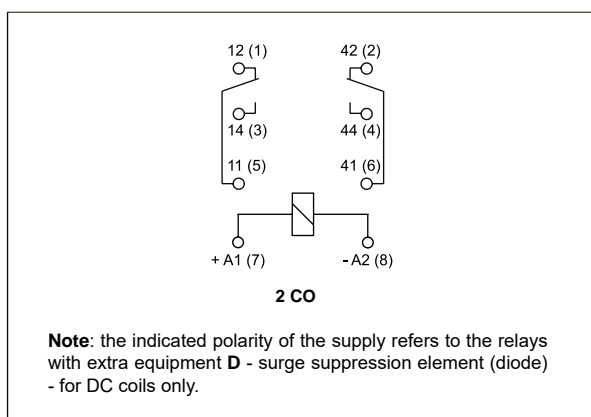 12 (1) 42 (2)
14 (3) 44 (4)
11 (5) 41 (6)
+ A1 (7) - A2 (8)
2 CO
Note: the indicated polarity of the supply refers to the relays
with extra equipment D - surge suppression element (diode)
- for DC coils only.